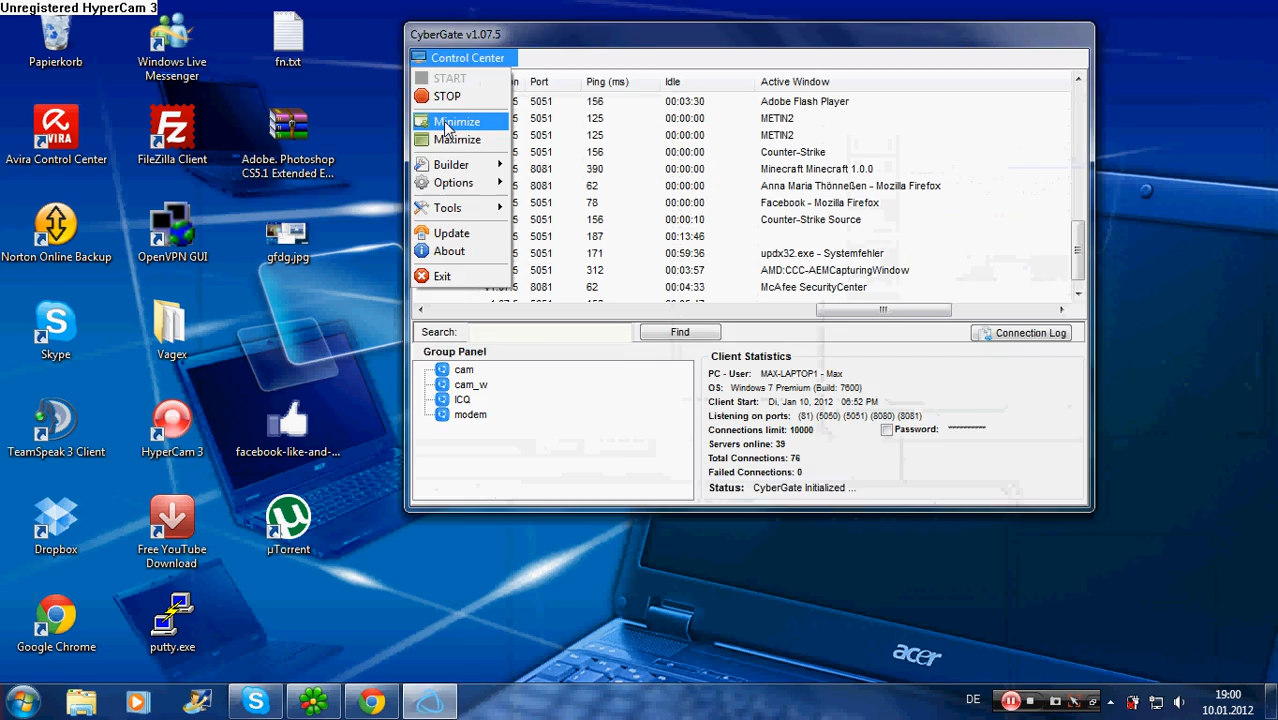 Unregistered HyperCam 3
Papierkorb
Windows Live
Messenger
fn.txt
Avira Control Center
FileZilla Client
Adobe. Photoshop
CS5.1 Extended E...
Norton Online Backup
OpenVPN GUI
gfdg.jpg
Skype
Vagex
TeamSpeak 3 Client
HyperCam 3
facebook-like-and-...
Dropbox
Free YouTube
Download
µTorrent
Google Chrome
putty.exe
CyberGate v1.07.5
Control Center
START
STOP
Minimize
Maximize
Builder
Options
Tools
Update
About
Exit
n Port Ping (ms) Idle Active Window
5 5051 156 00:03:30 Adobe Flash Player
5 5051 125 00:00:00 METIN2
5 5051 125 00:00:00 METIN2
5 5051 156 00:00:00 Counter-Strike
5 8081 390 00:00:00 Minecraft Minecraft 1.0.0
5 8081 62 00:00:00 Anna Maria Thönneßen - Mozilla Firefox
5 5051 78 00:00:00 Facebook - Mozilla Firefox
5 5051 156 00:00:10 Counter-Strike Source
5 5051 187 00:13:46
5 5051 171 00:59:36 updx32.exe - Systemfehler
5 5051 312 00:03:57 AMD:CCC-AEMCapturingWindow
8081 62 00:04:33 McAfee SecurityCenter
Search:
Find
Connection Log
Group Panel
cam
cam_w
ICQ
modem
Client Statistics
PC - User: MAX-LAPTOP1 - Max
OS: Windows 7 Premium (Build: 7600)
Client Start: Di, Jan 10, 2012 06:52 PM
Listening on ports: (81) (5050) (5051) (8080) (8081)
Connections limit: 10000
Password: ***********
Servers online: 39
Total Connections: 76
Failed Connections: 0
Status: CyberGate Initialized ...
acer
DE
19:00
10.01.2012